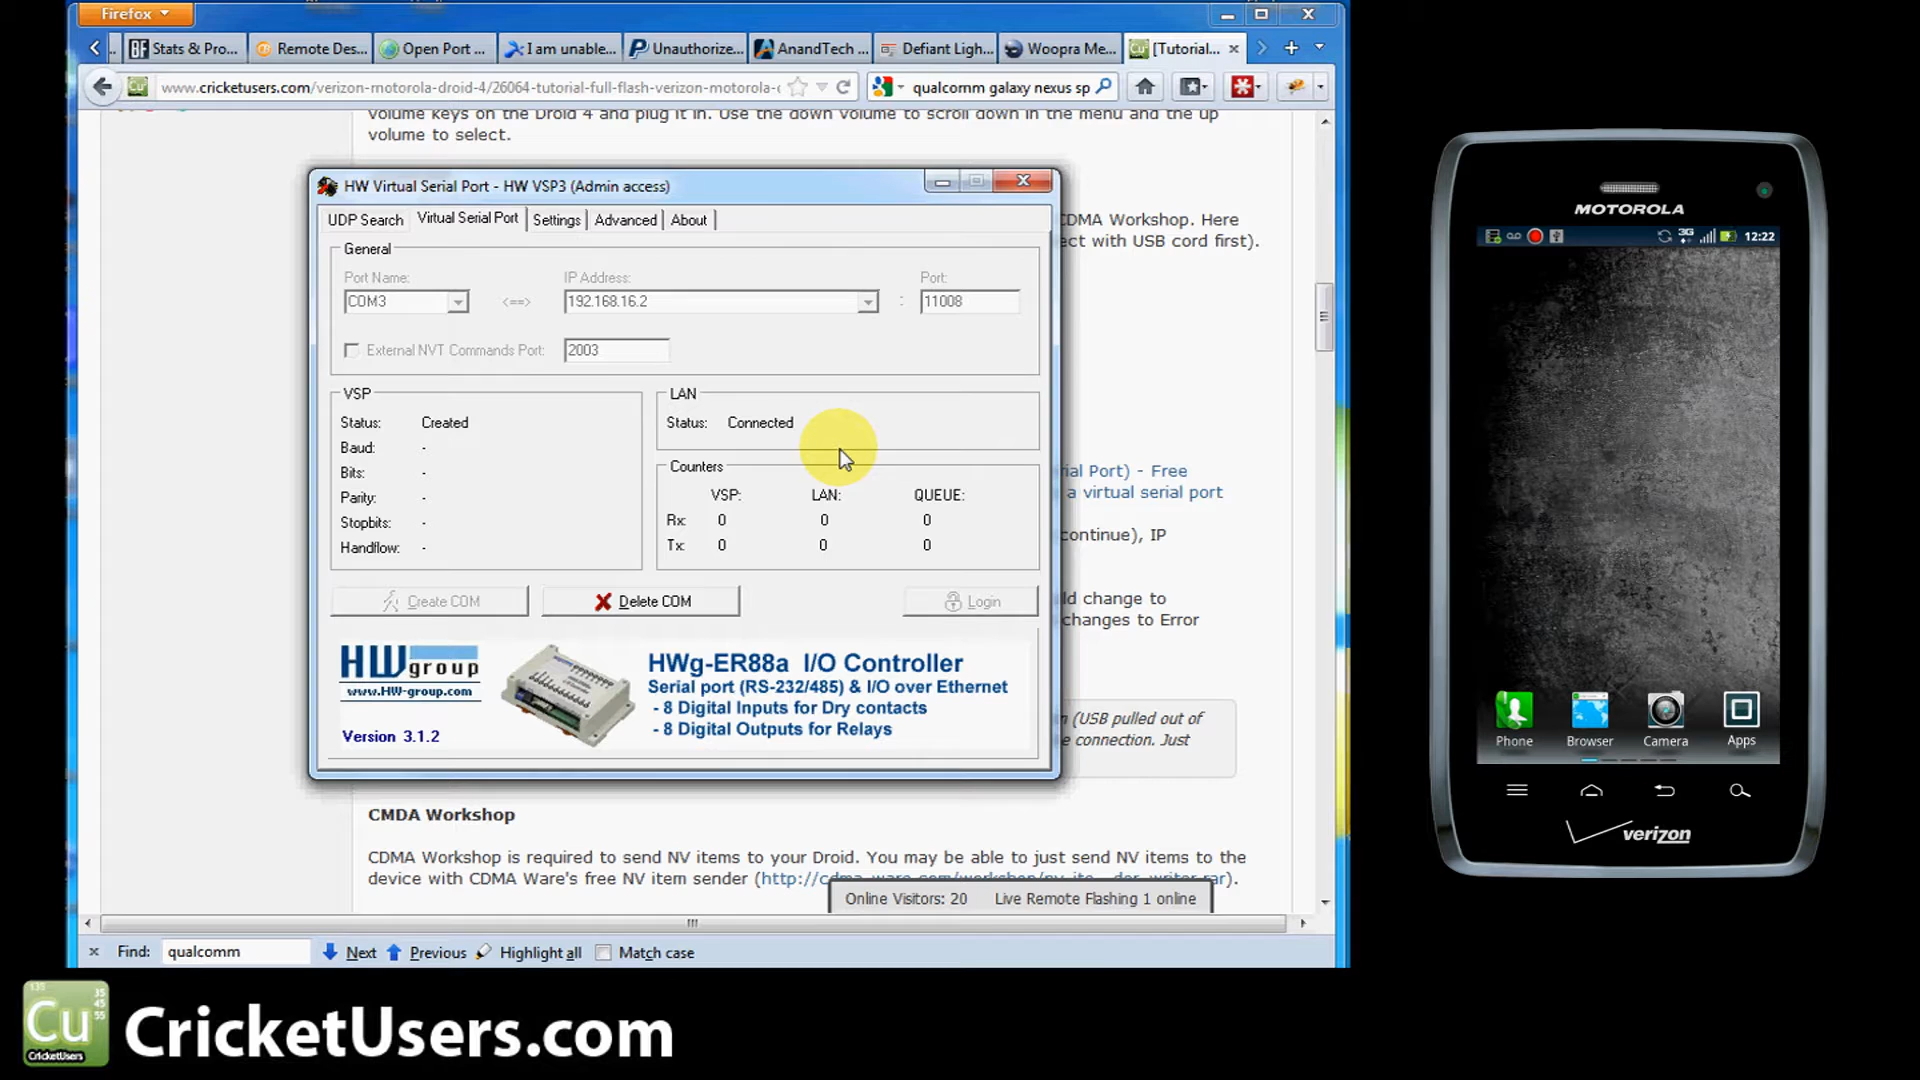 Firefox
Stats & Pro...
Remote Des...
Open Port ...
I am unable...
Unauthorize...
AnandTech ...
Defiant Ligh...
Woopra Me...
[Tutorial...
www.cricketusers.com/verizon-motorola-droid-4/26064-tutorial-full-flash-verizon-motorola-
qualcomm galaxy nexus sp
volume keys on the Droid 4 and plug it in. Use the down volume to scroll down in the menu and the up
volume to select.
CDMA Workshop. Here
ect with USB cord first).
rial Port) - Free
a virtual serial port
continue), IP
ld change to
changes to Error
n (USB pulled out of
e connection. Just
HW Virtual Serial Port - HW VSP3 (Admin access)
UDP Search
Virtual Serial Port
Settings
Advanced
About
General
Port Name:
IP Address:
Port:
COM3
<==>
192.168.16.2
:
11008
External NVT Commands Port:
2003
VSP
Status: Created
Baud: -
Bits: -
Parity: -
Stopbits: -
Handflow: -
LAN
Status: Connected
Counters
VSP: LAN: QUEUE:
Rx: 0 0 0
Tx: 0 0 0
Create COM
Delete COM
Login
HWgroup
www.HW-group.com
Version 3.1.2
HWg-ER88a I/O Controller
Serial port (RS-232/485) & I/O over Ethernet
- 8 Digital Inputs for Dry contacts
- 8 Digital Outputs for Relays
CMDA Workshop
CDMA Workshop is required to send NV items to your Droid. You may be able to just send NV items to the
device with CDMA Ware's free NV item sender (
Online Visitors: 20
Live Remote Flashing 1 online
Find:
qualcomm
Next
Previous
Highlight all
Match case
MOTOROLA
3G
12:22
Phone
Browser
Camera
Apps
verizon
135
35
45
55
Cu
CricketUsers
CricketUsers.com